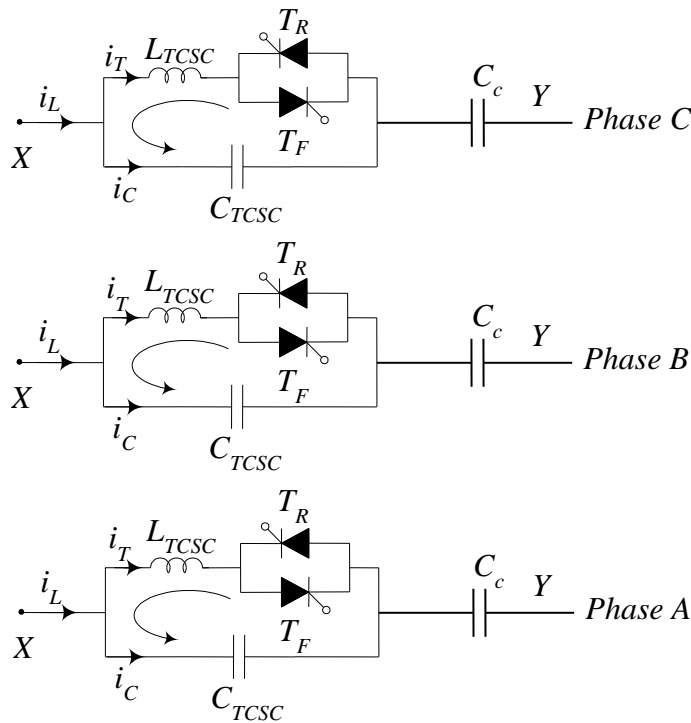 T_R
i_T L_TCSC
i_L C_c Y Phase C
X T_F
i_C
C_TCSC
T_R
i_T L_TCSC
i_L C_c Y Phase B
X T_F
i_C
C_TCSC
T_R
i_T L_TCSC
i_L C_c Y Phase A
X T_F
i_C
C_TCSC